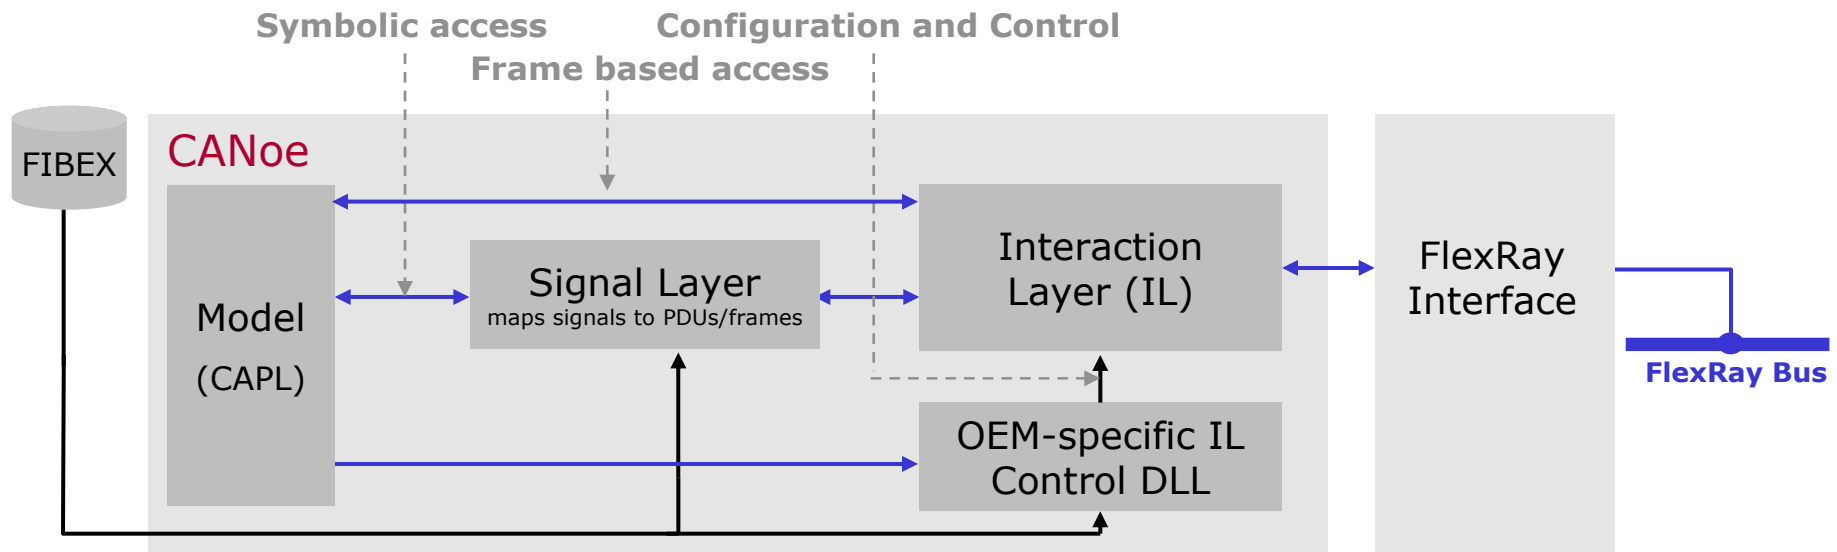 Symbolic access
Configuration and Control
Frame based access
FIBEX
CANoe
Model
(CAPL)
Signal Layer
maps signals to PDUs/frames
Interaction
Layer (IL)
OEM-specific IL
Control DLL
FlexRay
Interface
FlexRay Bus